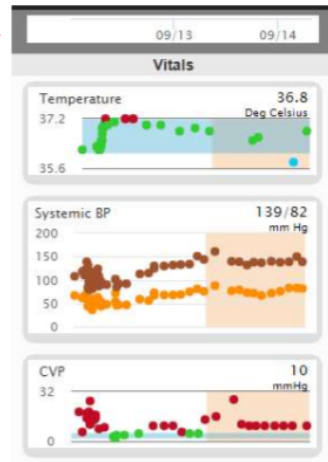 09/13 09/14
Vitals
Temperature 36.8
37.2 Deg Celsius
35.6
Systemic BP 139/82
200 mm Hg
150
100
50
0
CVP 10
32 mmHg
0